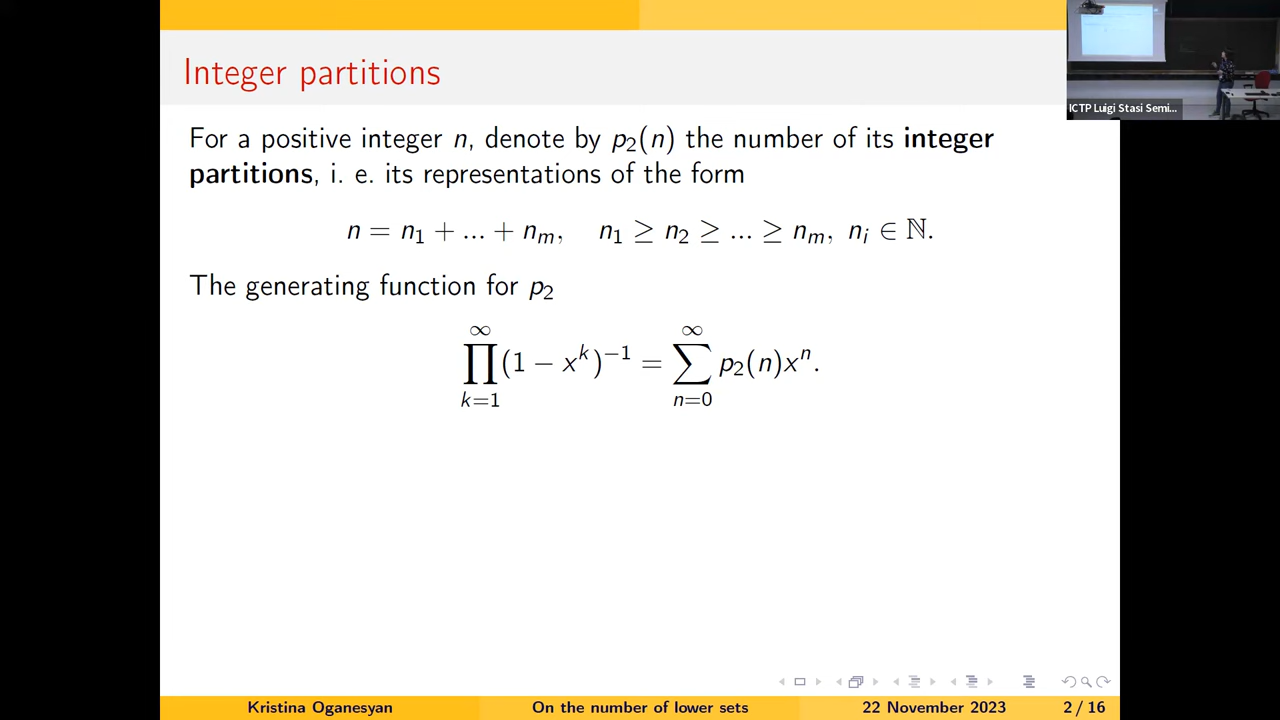 Integer partitions
For a positive integer n, denote by p₂(n) the number of its integer
partitions, i. e. its representations of the form
n = n₁ + ... + nₘ, n₁ ≥ n₂ ≥ ... ≥ nₘ, nᵢ ∈ ℕ.
The generating function for p₂
∏_{k=1}^{∞} (1 − xᵏ)⁻¹ = ∑_{n=0}^{∞} p₂(n)xⁿ.
Kristina Oganesyan On the number of lower sets 22 November 2023 2 / 16
ICTP Luigi Stasi Semi...